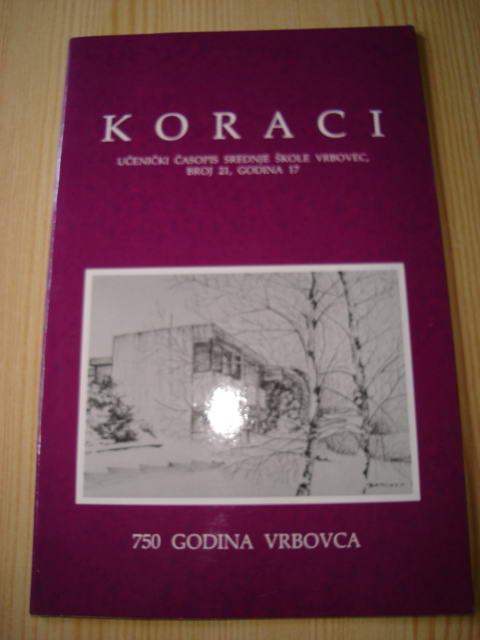 KORACI
UČENIČKI ČASOPIS SREDNJE ŠKOLE VRBOVEC,
BROJ 21, GODINA 17
750 GODINA VRBOVCA